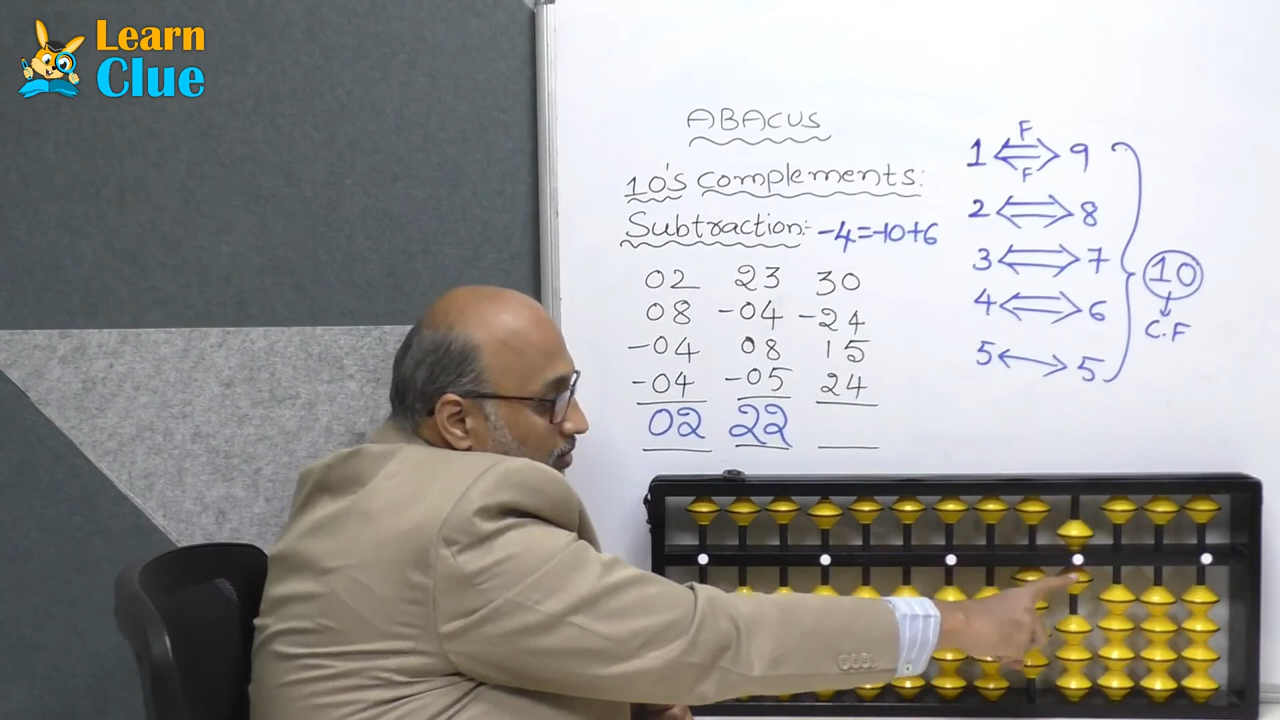 Learn
Clue
ABACUS
10's complements:
Subtraction:- -4=-10+6
02 23 30
08 -04 -24
-04 08 15
-04 -05 24
02 22
F
1 9
F
2 8
3 7
4 6
5 5
10
C.F